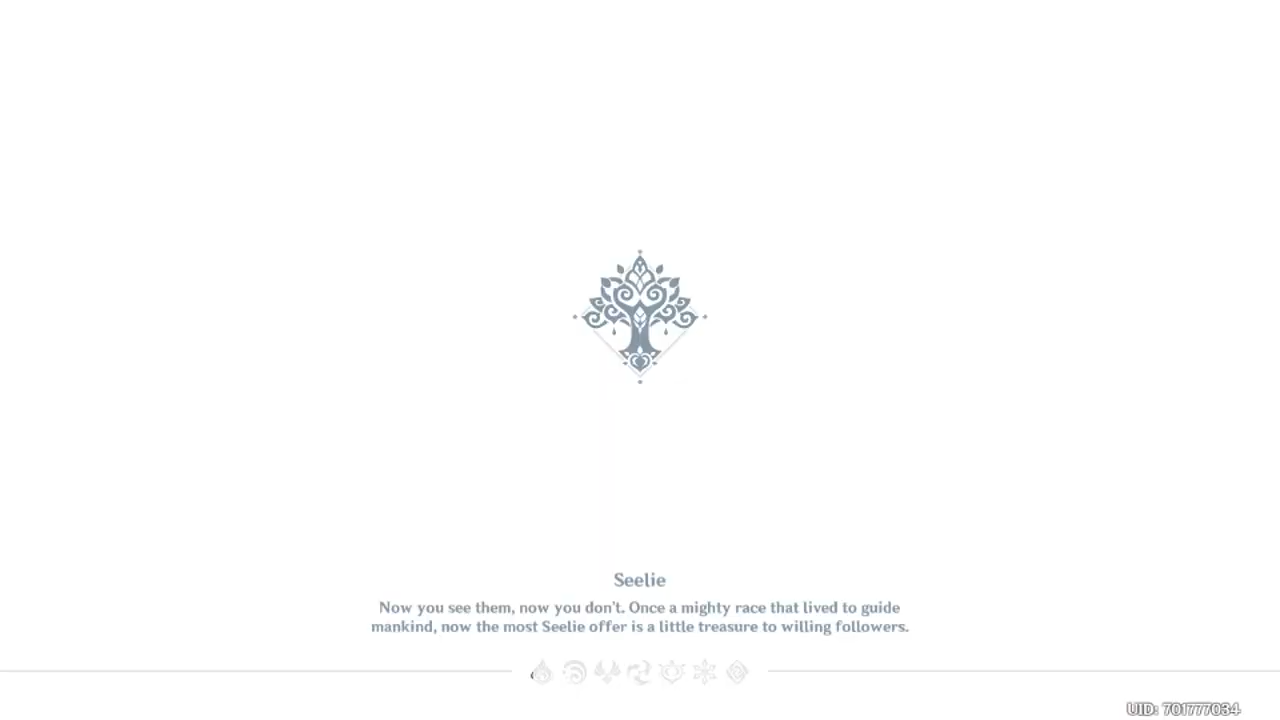 Seelie
Now you see them, now you don't. Once a mighty race that lived to guide
mankind, now the most Seelie offer is a little treasure to willing followers.
UID: 701777034